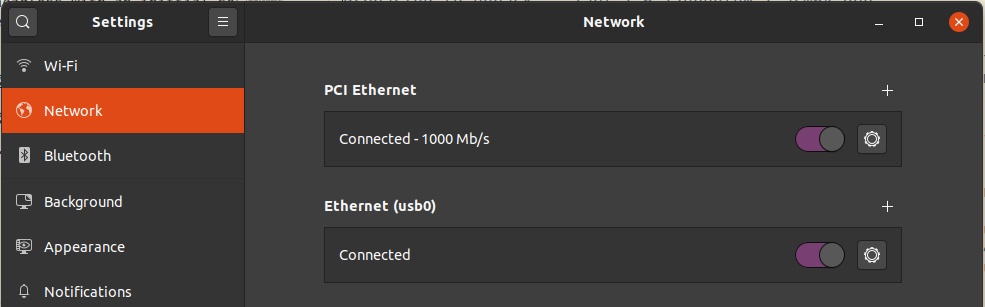 Settings
Network
Wi-Fi
Network
Bluetooth
Background
Appearance
Notifications
PCI Ethernet
Connected - 1000 Mb/s
Ethernet (usb0)
Connected